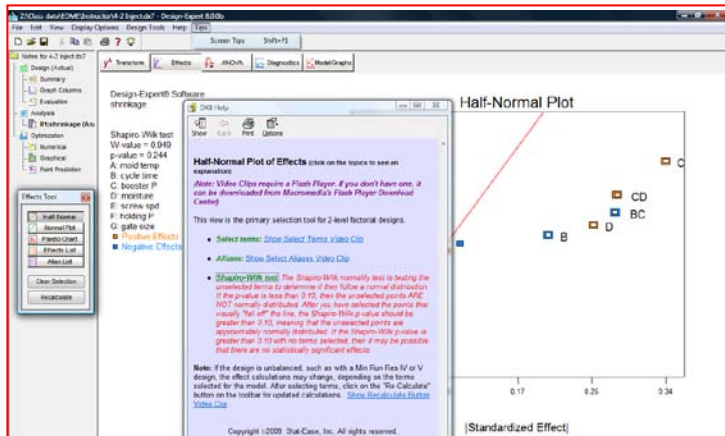 Z:\Class data\EDME\Instructor\4-2 Inject.dx7 - Design-Expert 8.0.0b
File Edit View Display Options Design Tools Help Tips
Screen Tips Shift+F1
Notes for 4-2 inject.dx7
Design (Actual)
Summary
Graph Columns
Evaluation
Analysis
R1:shrinkage (An
Optimization
Numerical
Graphical
Point Prediction
Transform
Effects
ANOVA
Diagnostics
Model Graphs
Design-Expert® Software
shrinkage
Shapiro-Wilk test
W-value = 0.949
p-value = 0.244
A: mold temp
B: cycle time
C: booster P
D: moisture
E: screw spd
F: holding P
G: gate size
Positive Effects
Negative Effects
Effects Tool
Half-Normal
Normal Plot
Pareto Chart
Effects List
Alias List
Clear Selection
Recalculate
DX8 Help
Show Back Print Options
Half-Normal Plot of Effects (click on the topics to see an
explanation)
(Note: Video Clips require a Flash Player. If you don't have one, it
can be downloaded from Macromedia's Flash Player Download
Center)
This view is the primary selection tool for 2-level factorial designs.
• Select terms: Show Select Terms Video Clip
• Aliases: Show Select Aliases Video Clip
• Shapiro-Wilk test: The Shapiro-Wilk normality test is testing the
unselected terms to determine if they follow a normal distribution.
If the p-value is less than 0.10, then the unselected points ARE
NOT normally distributed. After you have selected the points that
visually "fall off" the line, the Shapiro-Wilk p-value should be
greater than 0.10, meaning that the unselected points are
approximately normally distributed. If the Shapiro-Wilk p-value is
greater than 0.10 with no terms selected, then it may be possible
that there are no statistically significant effects.
Note: If the design is unbalanced, such as with a Min Run Res IV or V
design, the effect calculations may change, depending on the terms
selected for the model. After selecting terms, click on the "Re-Calculate"
button on the toolbar for updated calculations. Show Recalculate Button
Video Clip
Copyright ©2009 Stat-Ease, Inc. All rights reserved.
Half-Normal Plot
C
CD
BC
D
B
0.17 0.25 0.34
|Standardized Effect|